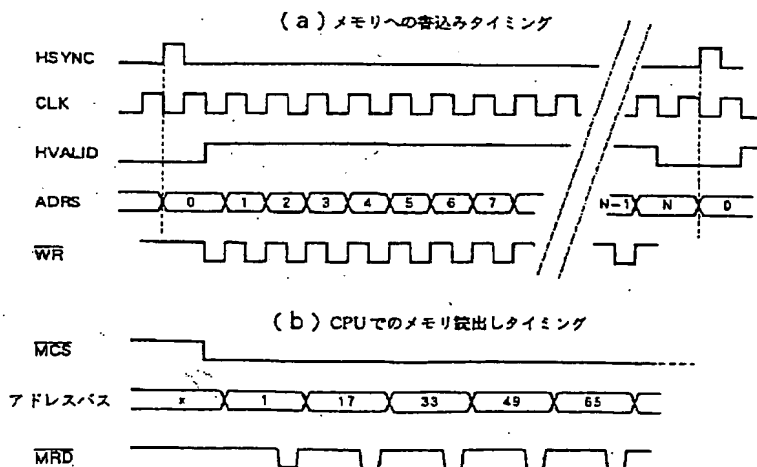 (a)メモリへの書込みタイミング
HSYNC
CLK
HVALID
ADRS 0 1 2 3 4 5 6 7 N-1 N 0
WR
(b)CPUでのメモリ読出しタイミング
MCS
アドレスバス × 1 17 33 49 65
MRD